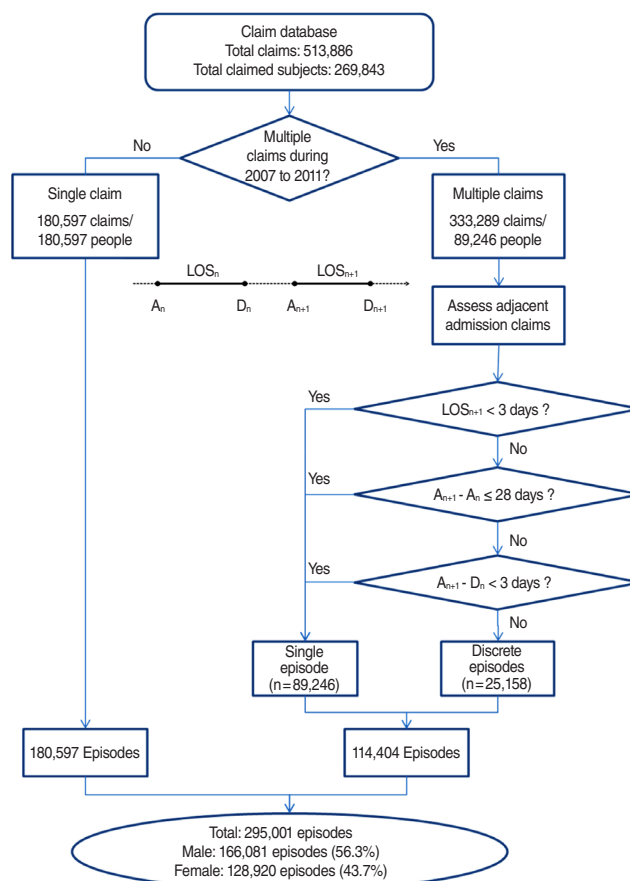 Claim database
Total claims: 513,886
Total claimed subjects: 269,843
No
Multiple
claims during
2007 to 2011?
Yes
Single claim
180,597 claims/
180,597 people
Multiple claims
333,289 claims/
89,246 people
LOSn
LOSn+1
An
Dn
An+1
Dn+1
Assess adjacent
admission claims
Yes
LOSn+1 < 3 days ?
No
Yes
An+1 - An ≤ 28 days ?
No
Yes
An+1 - Dn < 3 days ?
No
Single
episode
(n=89,246)
Discrete
episodes
(n=25,158)
180,597 Episodes
114,404 Episodes
Total: 295,001 episodes
Male: 166,081 episodes (56.3%)
Female: 128,920 episodes (43.7%)